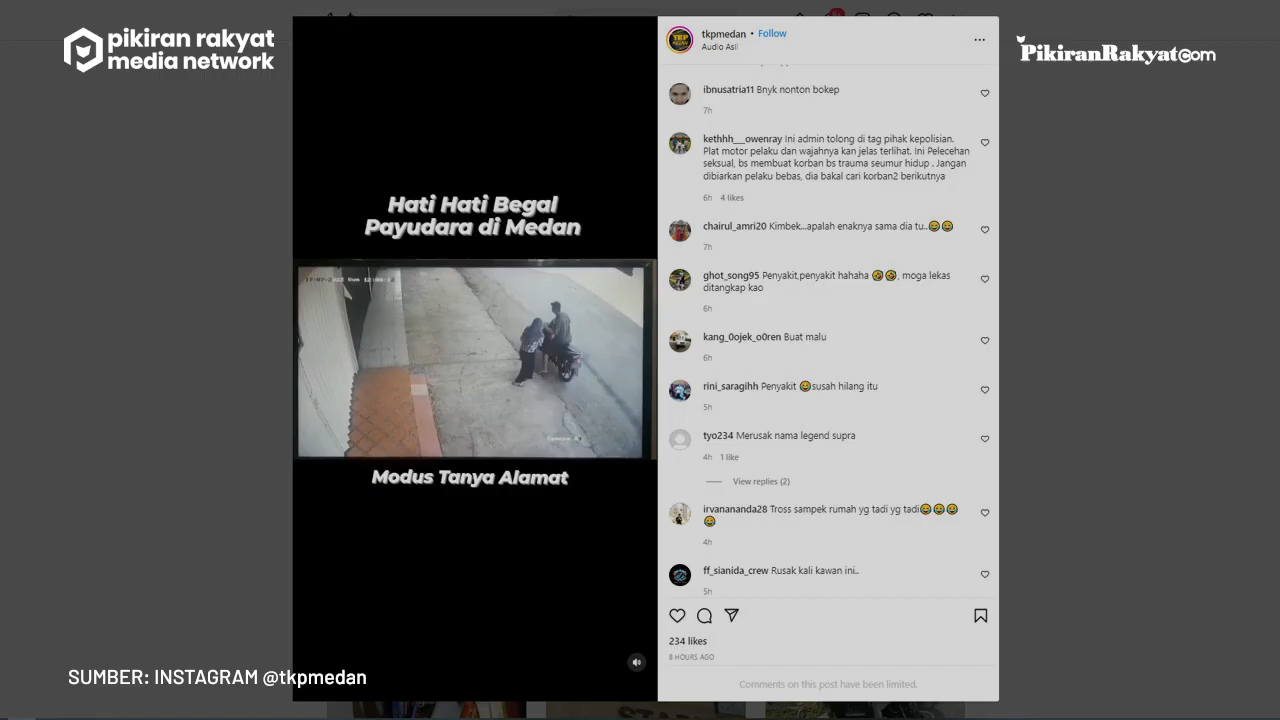 pikiran rakyat
media network
PikiranRakyat.com
Hati Hati Begal
Payudara di Medan
Modus Tanya Alamat
SUMBER: INSTAGRAM @tkpmedan
tkpmedan • Follow
Audio Asli
ibnusatria11 Bnyk nonton bokep
7h
kethhh___owenray Ini admin tolong di tag pihak kepolisian.
Plat motor pelaku dan wajahnya kan jelas terlihat. Ini Pelecehan
seksual, bs membuat korban bs trauma seumur hidup . Jangan
dibiarkan pelaku bebas, dia bakal cari korban2 berikutnya
6h 4 likes
chairul_amri20 Kimbek...apalah enaknya sama dia tu..😂😂
7h
ghot_song95 Penyakit,penyakit hahaha 🤣🤣, moga lekas
ditangkap kao
6h
kang_0ojek_o0ren Buat malu
6h
rini_saragihh Penyakit 😂susah hilang itu
5h
tyo234 Merusak nama legend supra
4h 1 like
View replies (2)
irvanananda28 Tross sampek rumah yg tadi yg tadi😂😂😂
😂
4h
ff_sianida_crew Rusak kali kawan ini..
5h
234 likes
8 HOURS AGO
Comments on this post have been limited.